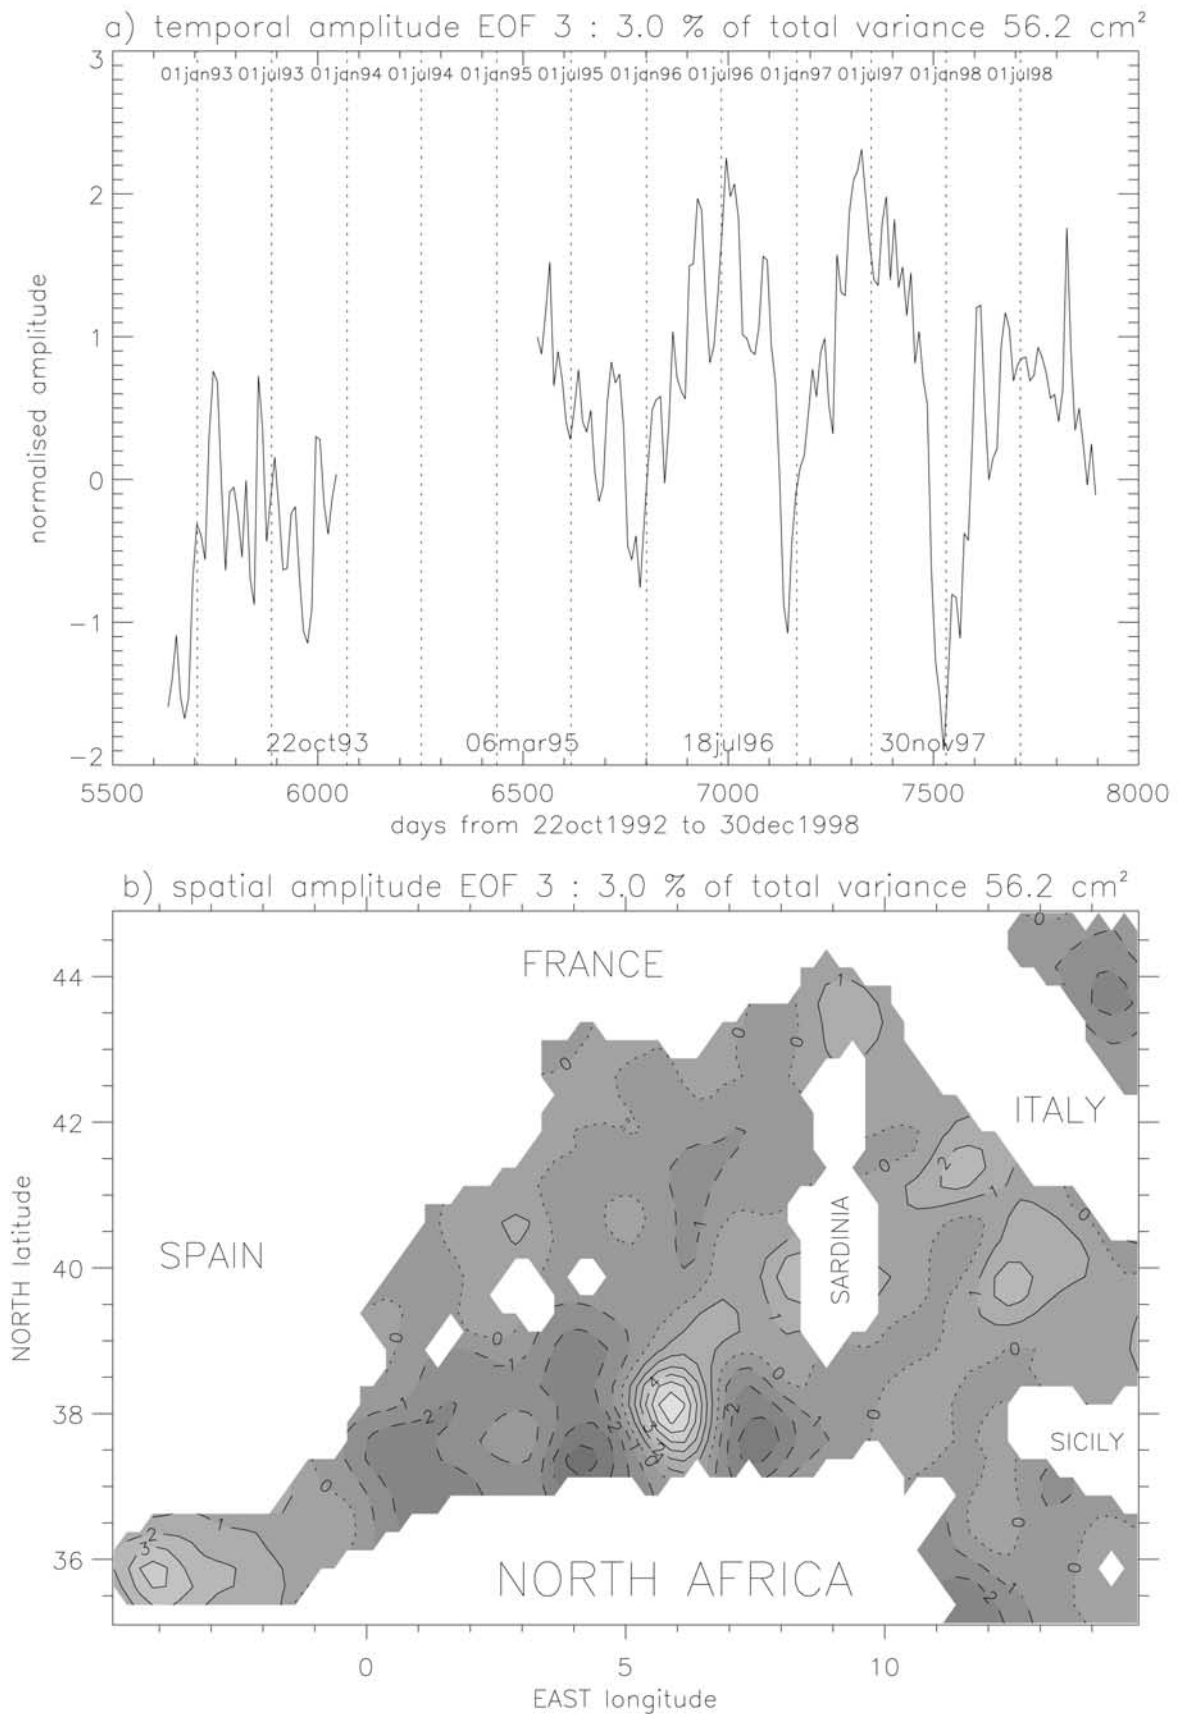 a) temporal amplitude EOF 3 : 3.0 % of total variance 56.2 cm²
3
01jan93 01jul93 01jan94 01jul94 01jan95 01jul95 01jan96 01jul96 01jan97 01jul97 01jan98 01jul98
2
1
0
−1
−2
normalised amplitude
22oct93 06mar95 18jul96 30nov97
5500 6000 6500 7000 7500 8000
days from 22oct1992 to 30dec1998
b) spatial amplitude EOF 3 : 3.0 % of total variance 56.2 cm²
44
42
40
38
36
NORTH latitude
FRANCE
ITALY
SPAIN
SARDINIA
SICILY
NORTH AFRICA
0 5 10
EAST longitude